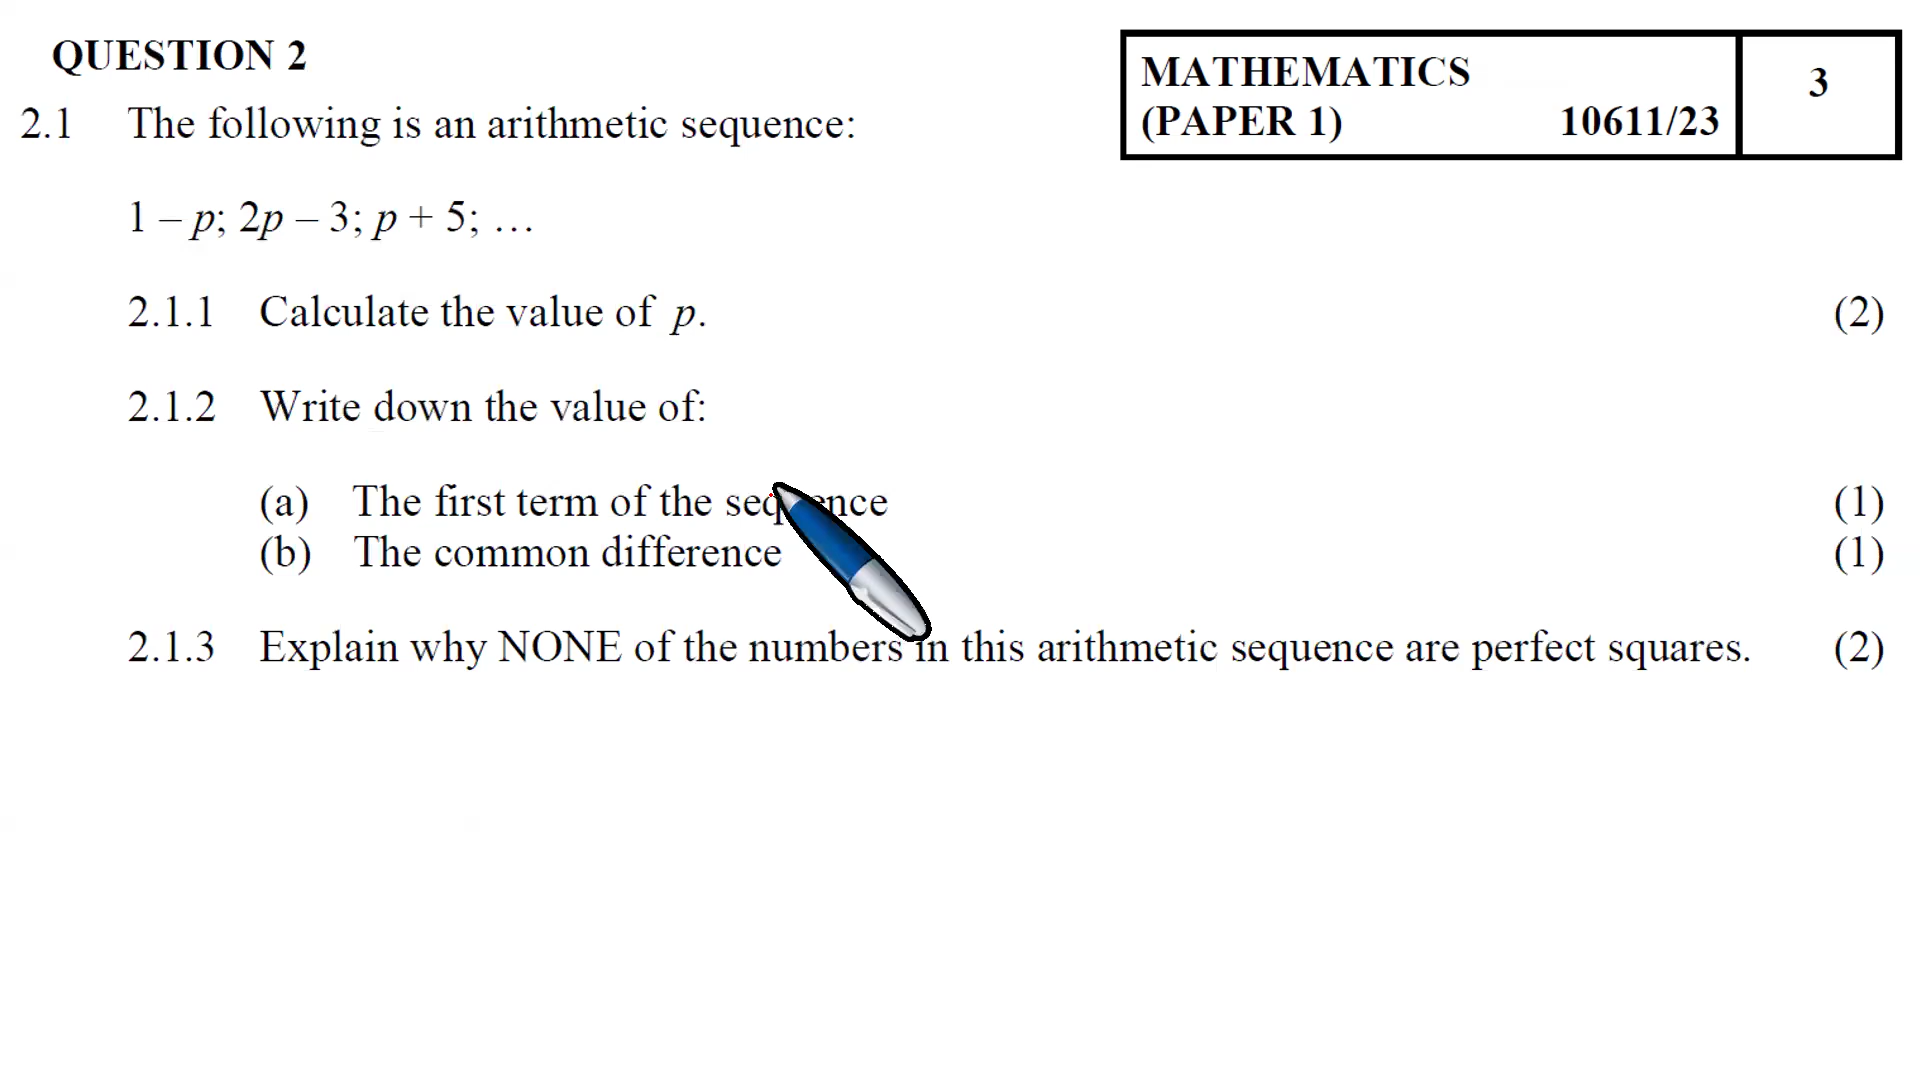 QUESTION 2
MATHEMATICS
(PAPER 1) 10611/23
3
2.1 The following is an arithmetic sequence:
1 – p; 2p – 3; p + 5; …
2.1.1 Calculate the value of p. (2)
2.1.2 Write down the value of:
(a) The first term of the sequence (1)
(b) The common difference (1)
2.1.3 Explain why NONE of the numbers in this arithmetic sequence are perfect squares. (2)